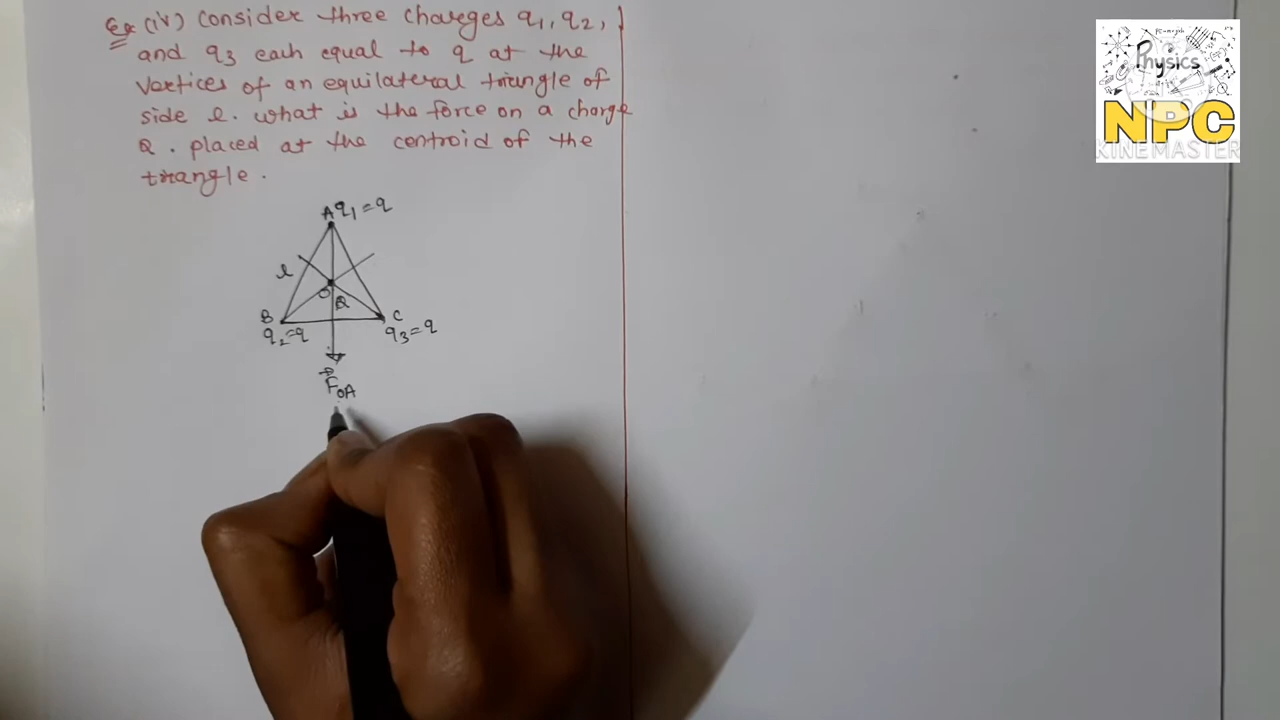 Ex (iv) Consider three charges q1, q2,
and q3 each equal to q at the
vertices of an equilateral triangle of
side l. what is the force on a charge
Q. placed at the centroid of the
triangle.
A q1 = q
l
O
Q
B
C
q2 = q
q3 = q
F⃗OA
Physics
NPC
KINEMASTER